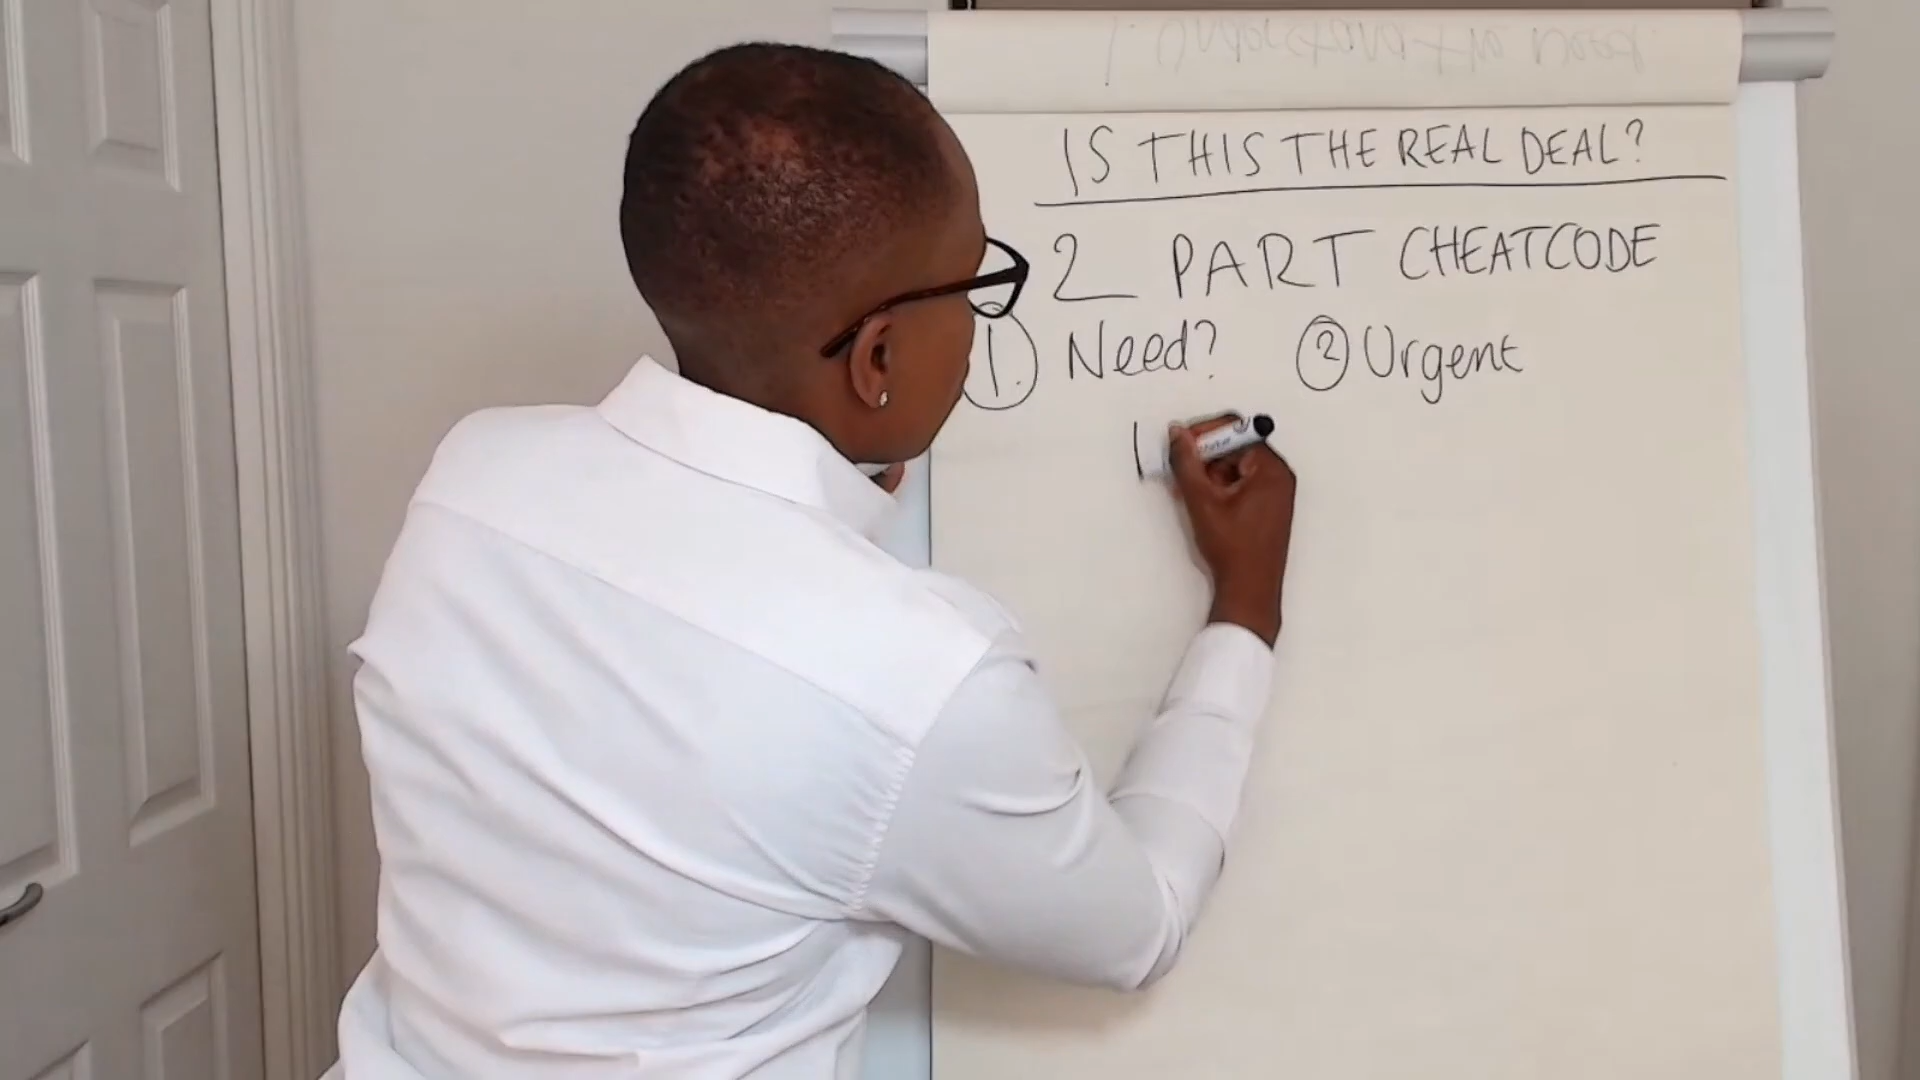 IS THIS THE REAL DEAL?
2 PART CHEATCODE
1. Need? 2 Urgent